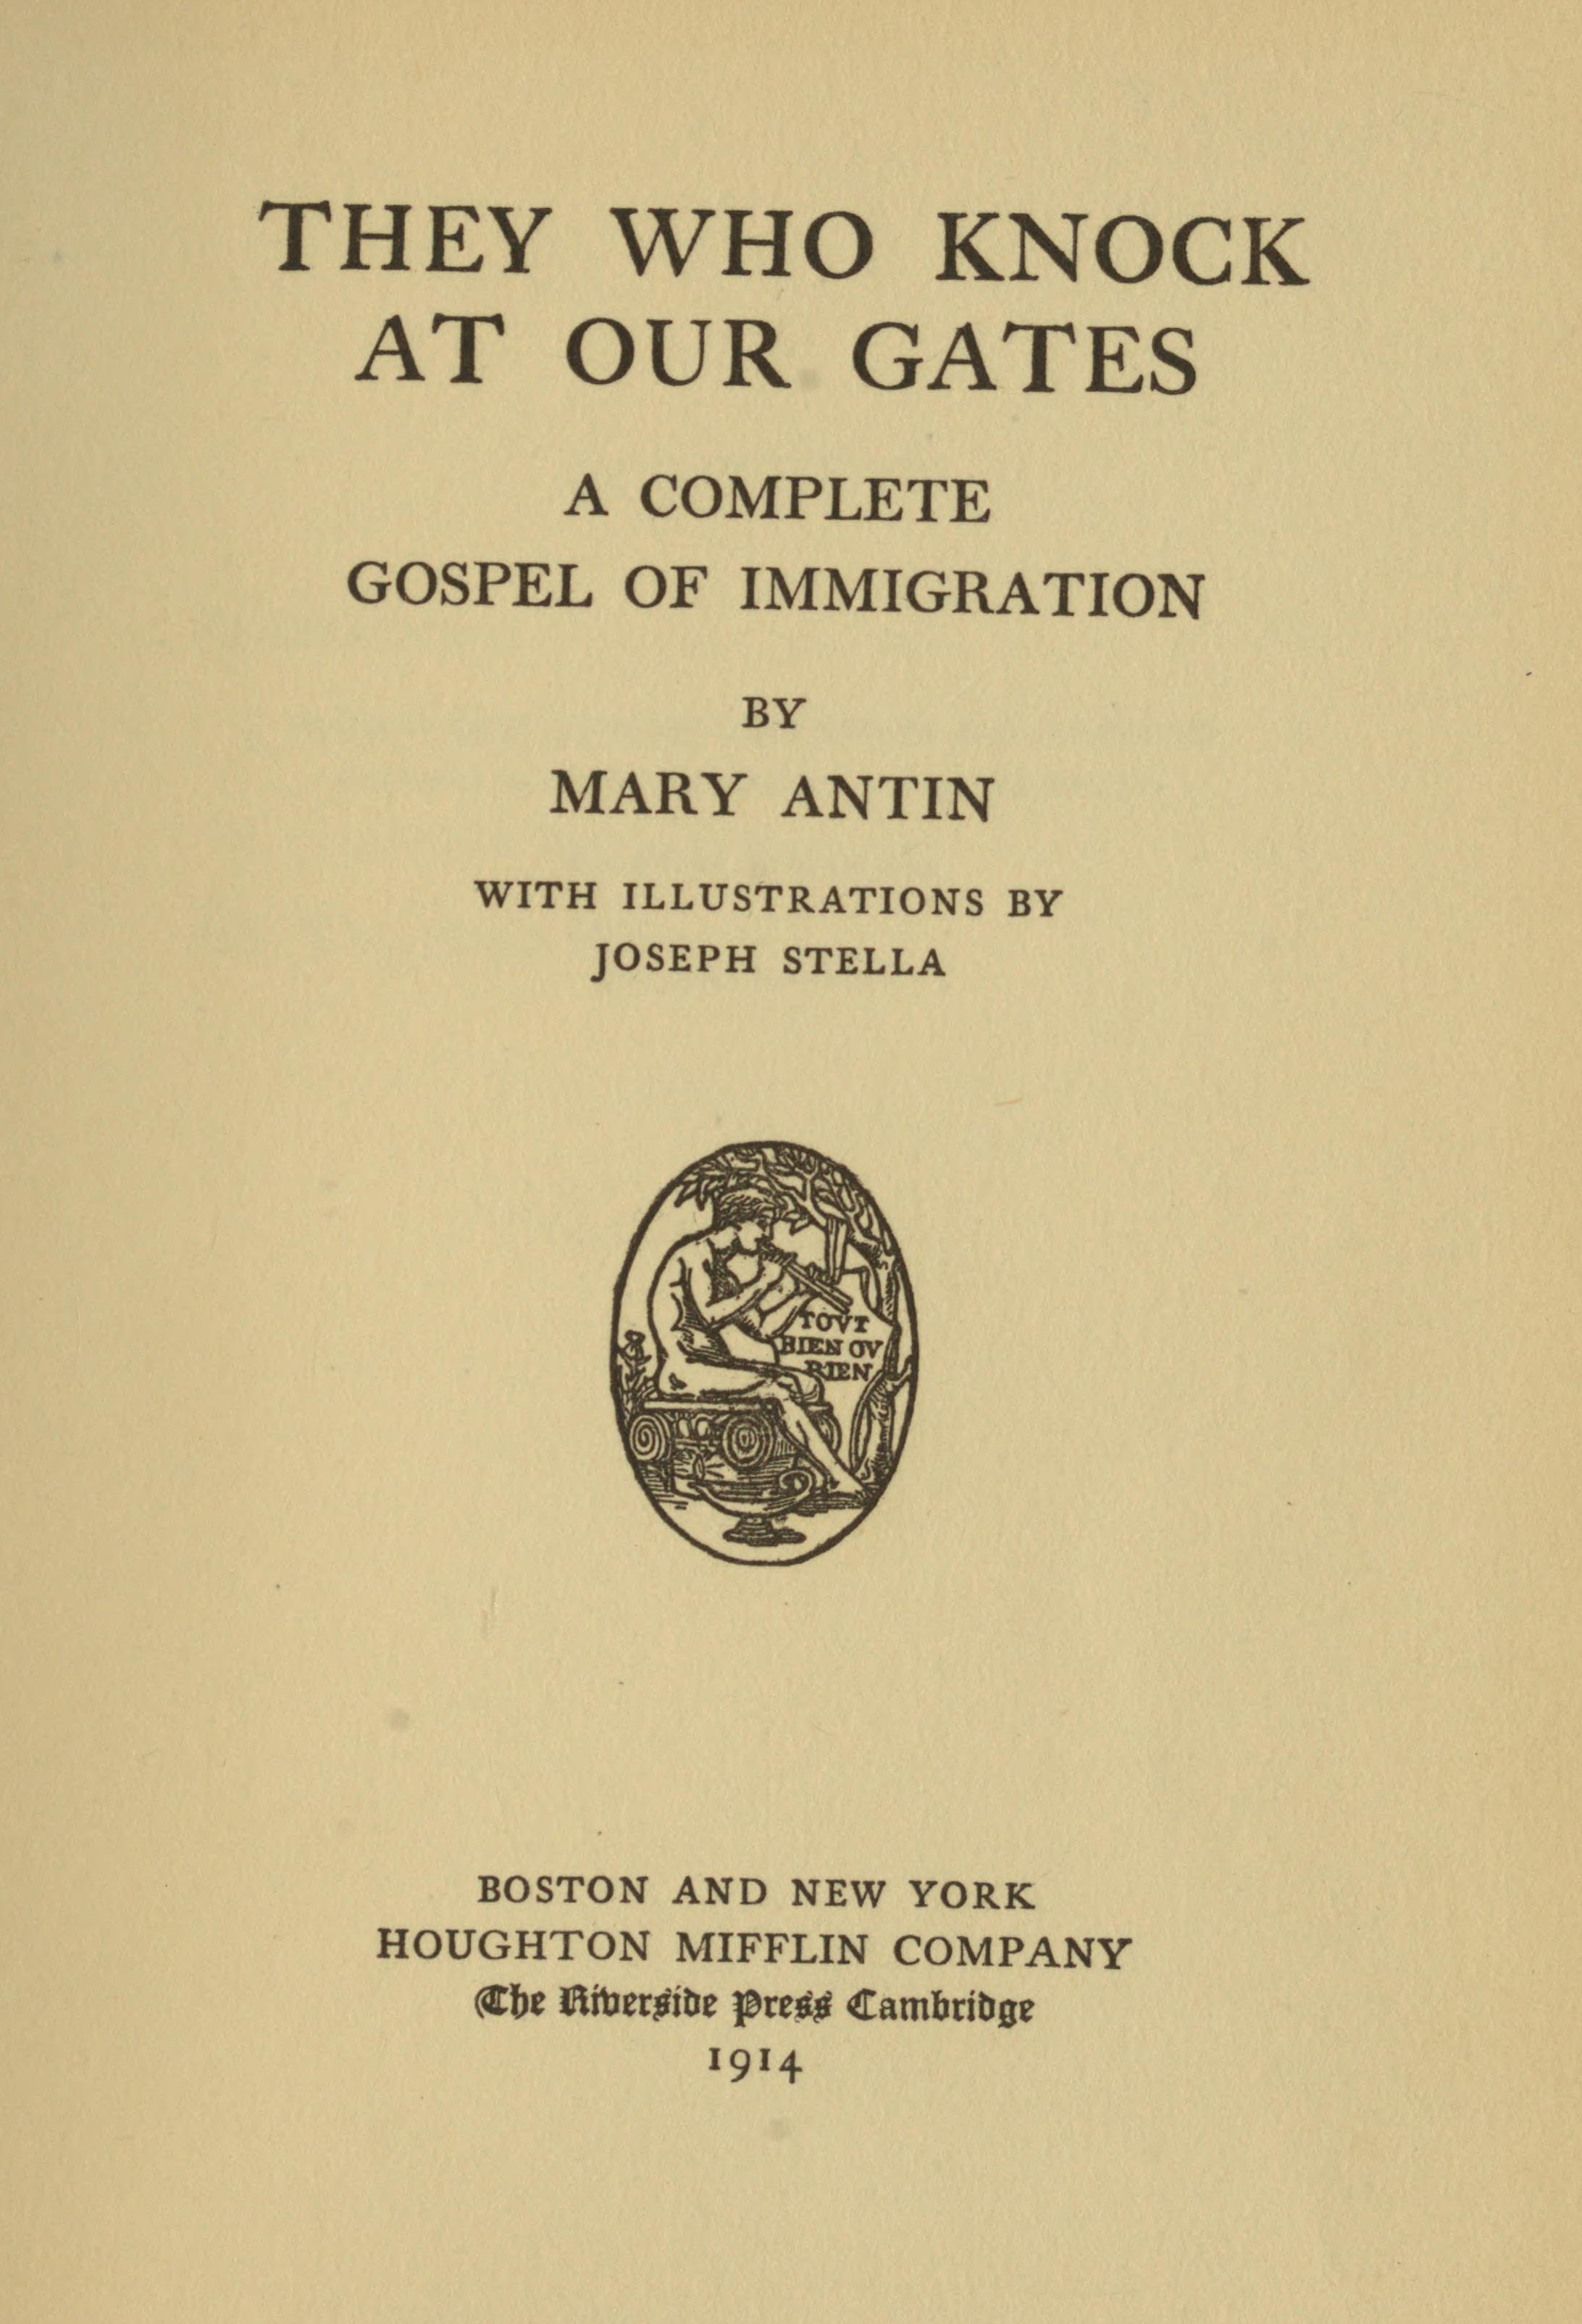 THEY WHO KNOCK
AT OUR GATES
A COMPLETE
GOSPEL OF IMMIGRATION
BY
MARY ANTIN
WITH ILLUSTRATIONS BY
JOSEPH STELLA
TOVT
BIEN OV
RIEN
BOSTON AND NEW YORK
HOUGHTON MIFFLIN COMPANY
The Riverside Press Cambridge
1914